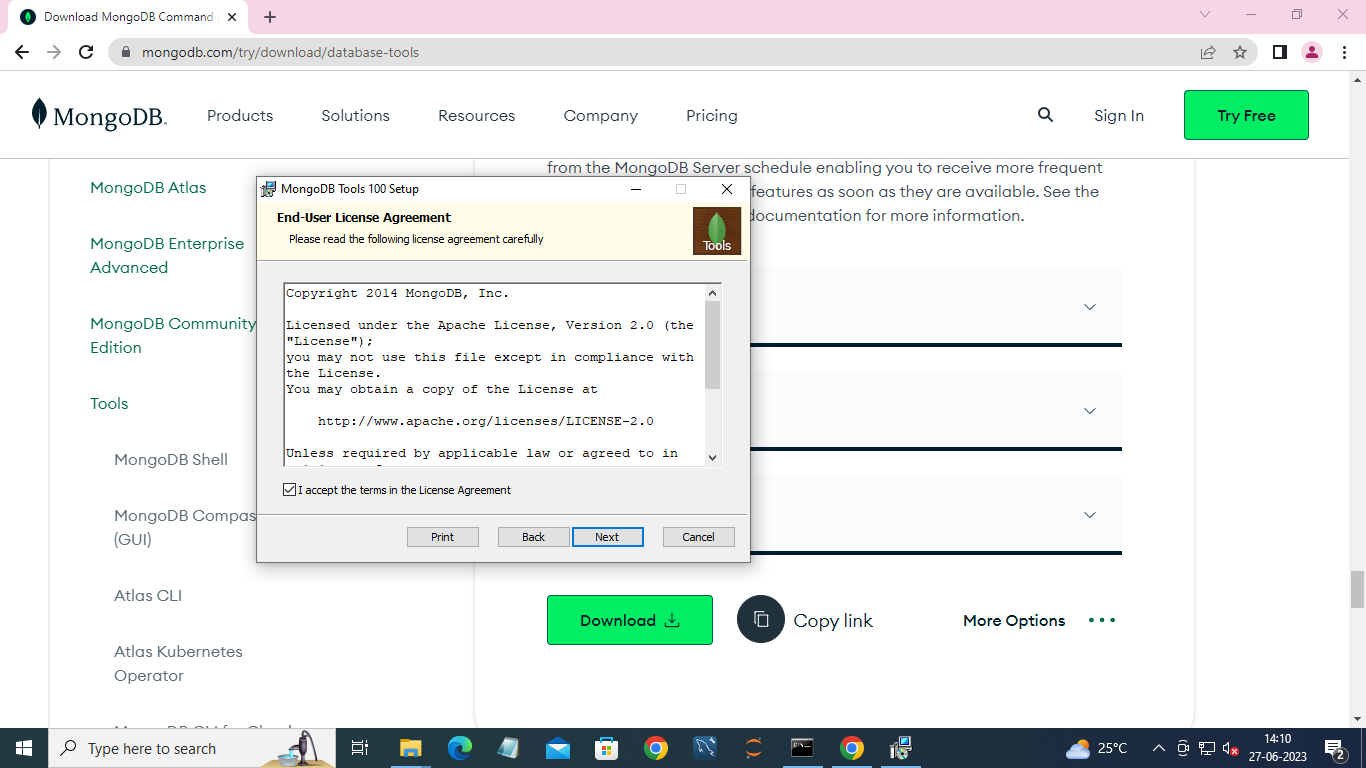 Download MongoDB Command
mongodb.com/try/download/database-tools
MongoDB.
Products
Solutions
Resources
Company
Pricing
Sign In
Try Free
from the MongoDB Server schedule enabling you to receive more frequent
features as soon as they are available. See the
documentation for more information.
MongoDB Atlas
MongoDB Enterprise
Advanced
MongoDB Community
Edition
Tools
MongoDB Shell
MongoDB Compas
(GUI)
Atlas CLI
Atlas Kubernetes
Operator
MongoDB Tools 100 Setup
End-User License Agreement
Please read the following license agreement carefully
Tools
Copyright 2014 MongoDB, Inc.
Licensed under the Apache License, Version 2.0 (the
"License");
you may not use this file except in compliance with
the License.
You may obtain a copy of the License at
http://www.apache.org/licenses/LICENSE-2.0
Unless required by applicable law or agreed to in
I accept the terms in the License Agreement
Print
Back
Next
Cancel
Download
Copy link
More Options
Type here to search
25°C
14:10
27-06-2023
2